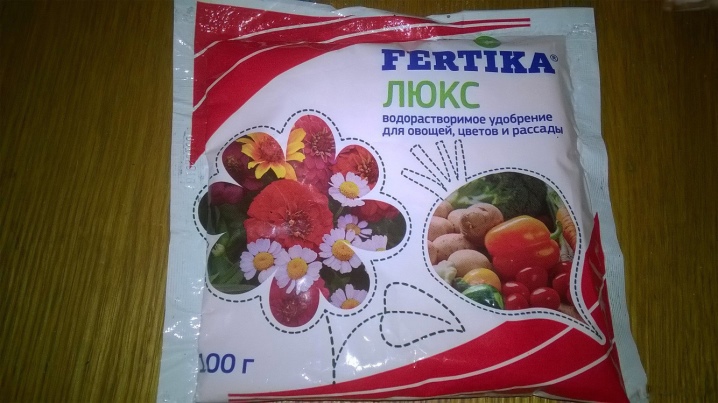 FERTIKA®
ЛЮКС
водорастворимое удобрение
для овощей, цветов и рассады
100 г